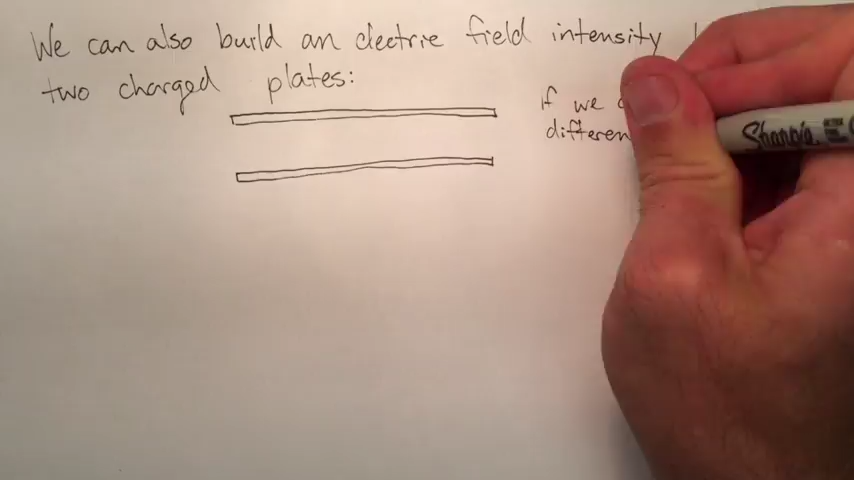 We can also build an electric field intensity
two charged plates:
if we
differen
Sharpie